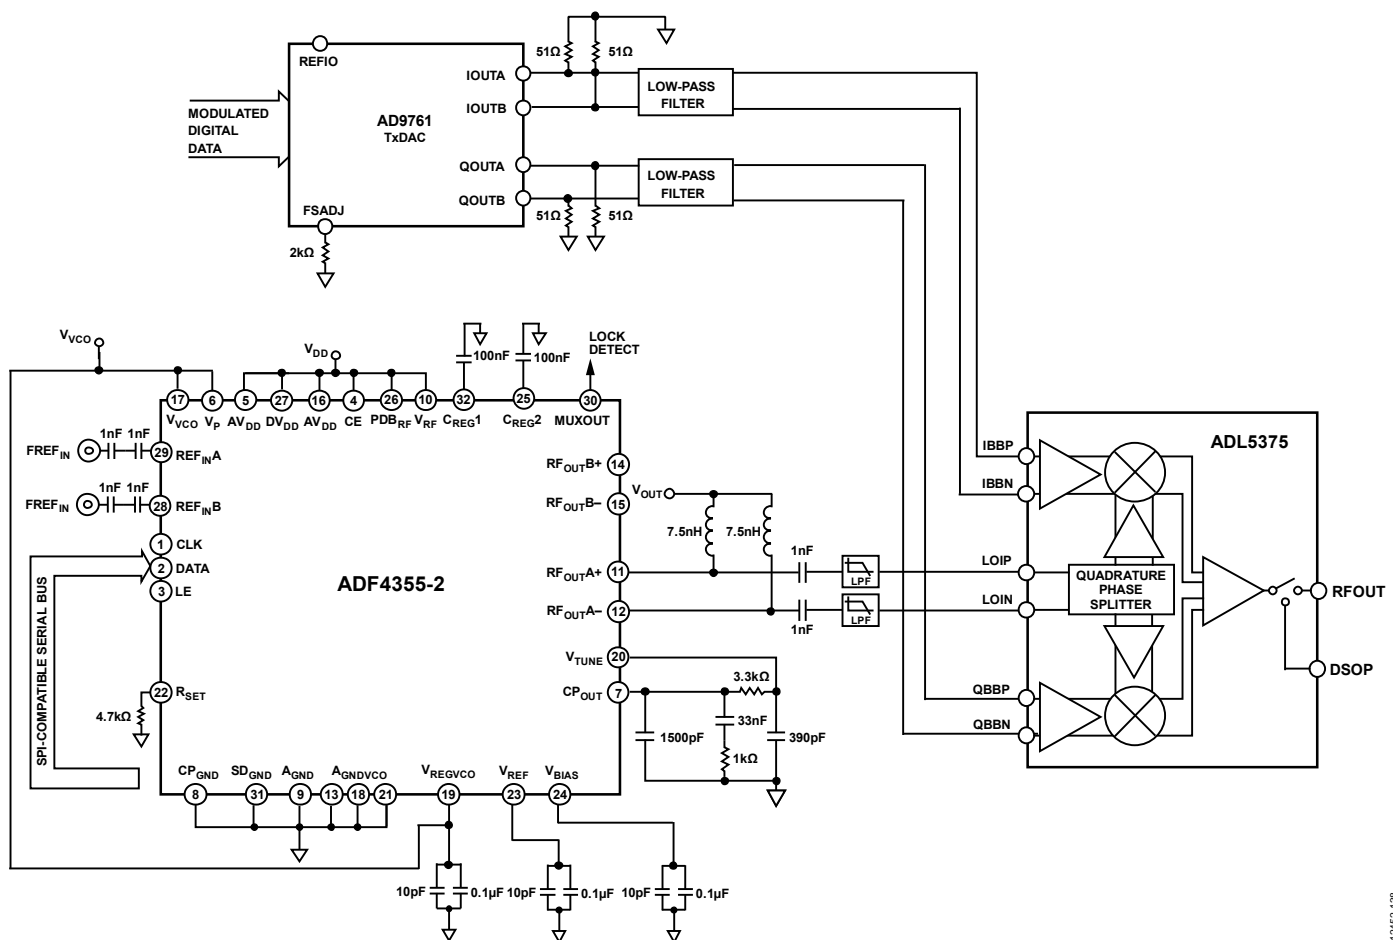 REFIO
MODULATED
DIGITAL
DATA
AD9761
TxDAC
IOUTA
IOUTB
QOUTA
QOUTB
FSADJ
2kΩ
51Ω
51Ω
51Ω
51Ω
LOW-PASS
FILTER
LOW-PASS
FILTER
VVCO
VDD
100nF
100nF
LOCK
DETECT
17
6
5
27
16
4
26
10
32
25
30
VVCO
VP
AVDD
DVDD
AVDD
CE
PDBRF
VRF
CREG1
CREG2
MUXOUT
FREFIN
1nF
1nF
29
REFINA
FREFIN
1nF
1nF
28
REFINB
1
CLK
2
DATA
3
LE
SPI-COMPATIBLE SERIAL BUS
22
RSET
4.7kΩ
ADF4355-2
RFOUTB+
14
RFOUTB–
15
RFOUTA+
11
RFOUTA–
12
VTUNE
20
CPOUT
7
VOUT
7.5nH
7.5nH
1nF
LPF
1nF
LPF
3.3kΩ
33nF
1500pF
390pF
1kΩ
CPGND
SDGND
AGND
AGNDVCO
VREGVCO
VREF
VBIAS
8
31
9
13
18
21
19
23
24
10pF
0.1µF
10pF
0.1µF
10pF
0.1µF
ADL5375
IBBP
IBBN
LOIP
LOIN
QBBP
QBBN
QUADRATURE
PHASE
SPLITTER
RFOUT
DSOP